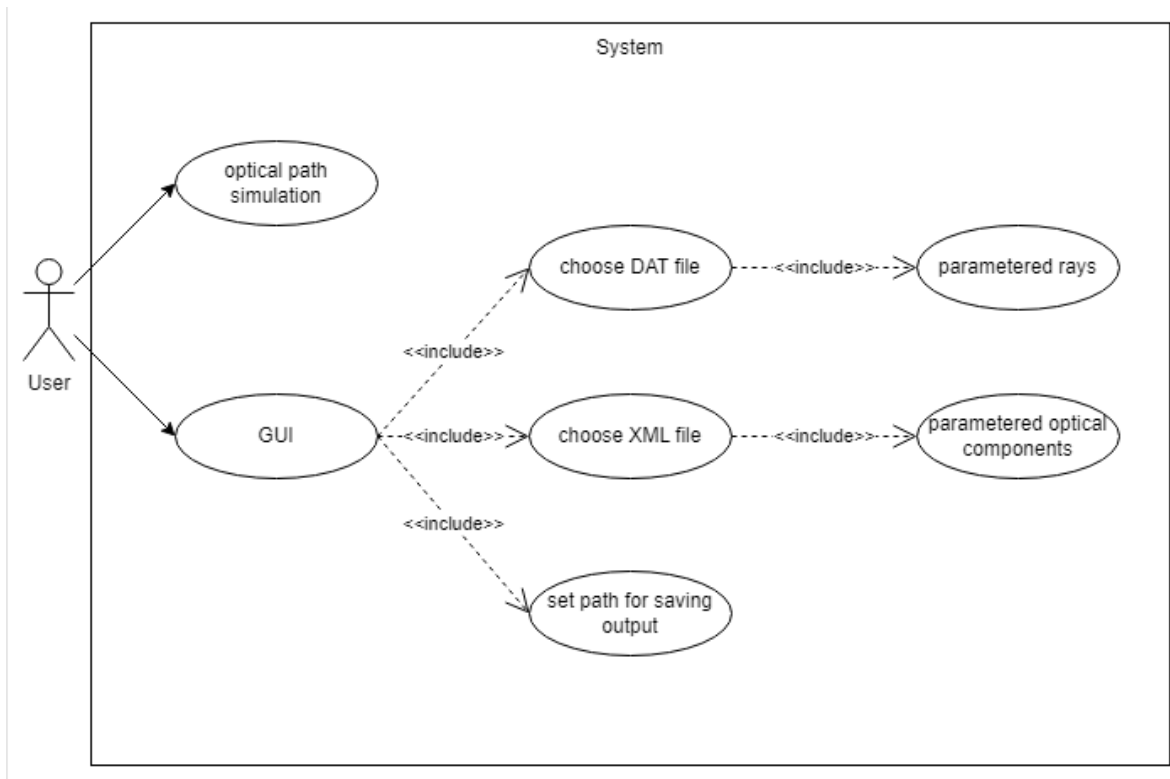 System
optical path
simulation
choose DAT file
<<include>>
parametered rays
<<include>>
User
GUI
<<include>>
choose XML file
<<include>>
parametered optical
components
<<include>>
set path for saving
output